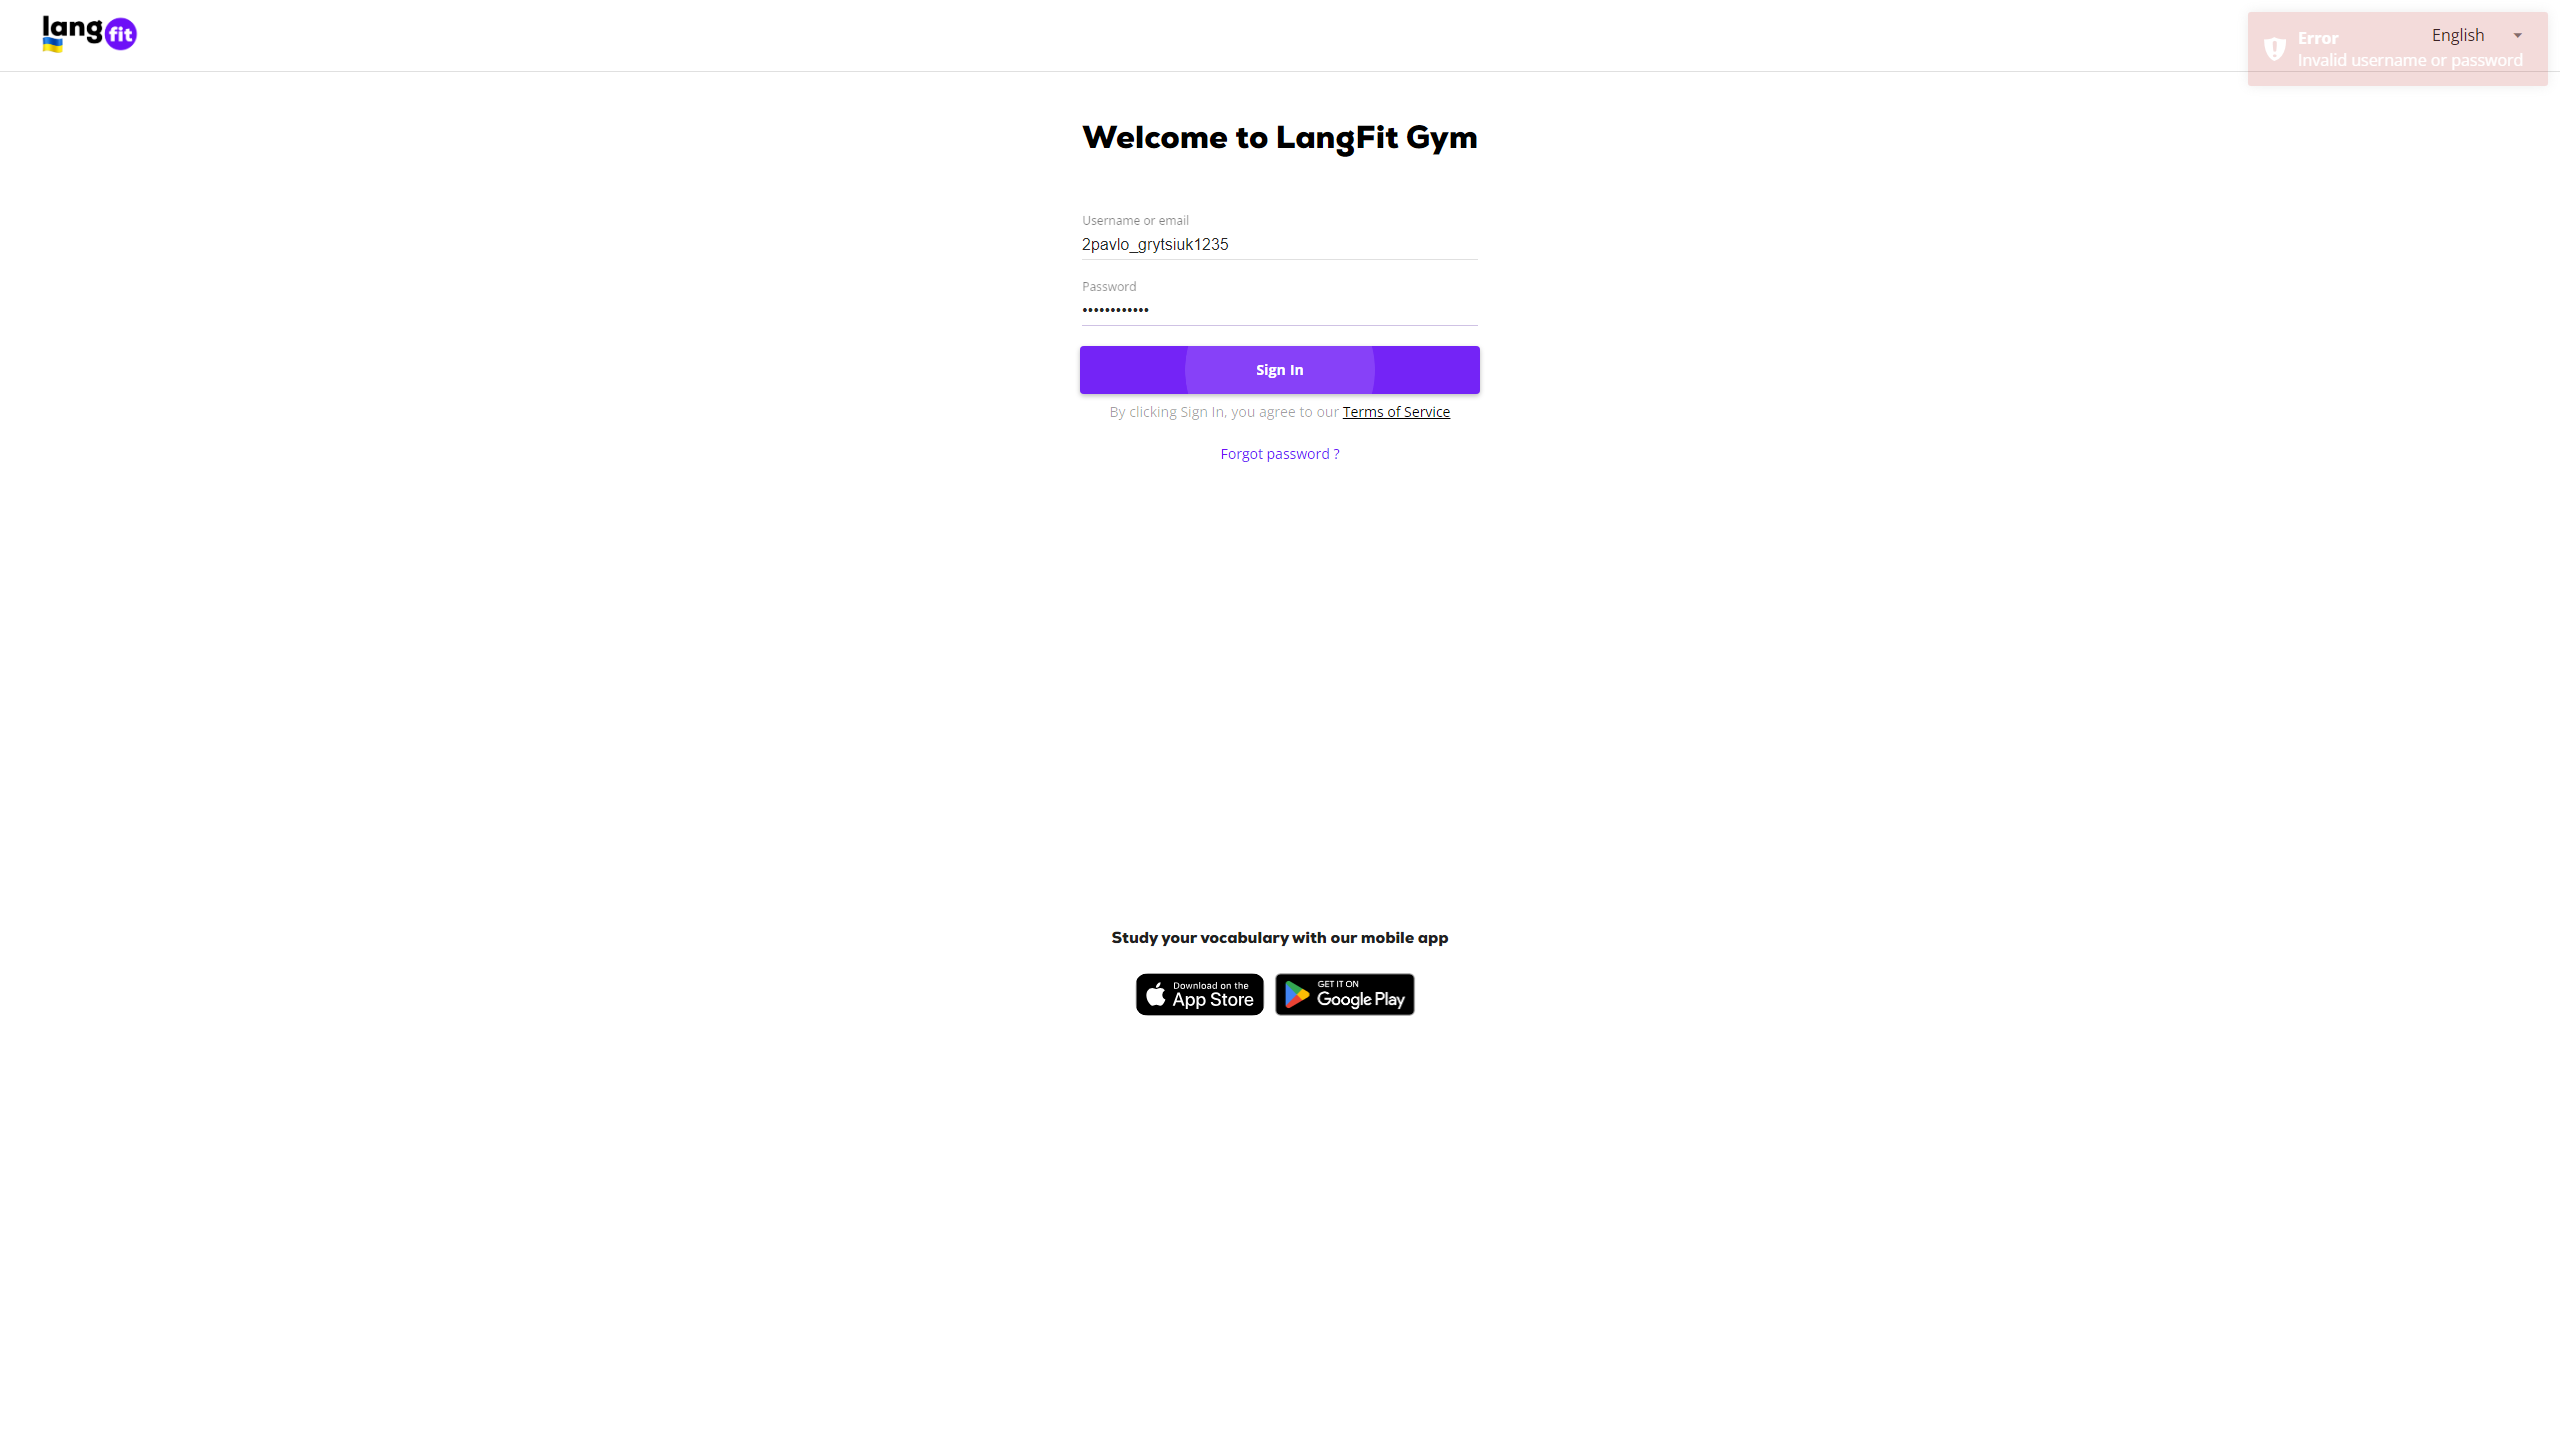 lang fit
English
Error
Invalid username or password
Welcome to LangFit Gym
Username or email
2pavlo_grytsiuk1235
Password
••••••••••••
Sign In
By clicking Sign In, you agree to our Terms of Service
Forgot password ?
Study your vocabulary with our mobile app
Download on the
App Store
GET IT ON
Google Play